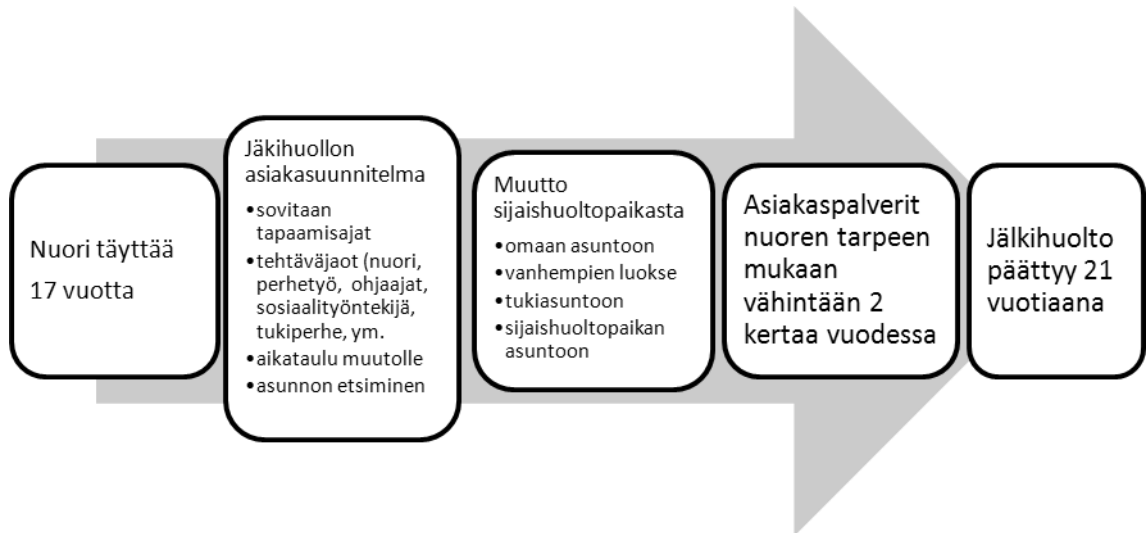 Nuori täyttää
17 vuotta
Jäkihuollon
asiakasuunnitelma
•sovitaan
tapaamisajat
•tehtäväjaot (nuori,
perhetyö, ohjaajat,
sosiaalityöntekijä,
tukiperhe, ym.
•aikataulu muutolle
•asunnon etsiminen
Muutto
sijaishuoltopaikasta
•omaan asuntoon
•vanhempien luokse
•tukiasuntoon
•sijaishuoltopaikan
asuntoon
Asiakaspalverit
nuoren tarpeen
mukaan
vähintään 2
kertaa vuodessa
Jälkihuolto
päättyy 21
vuotiaana